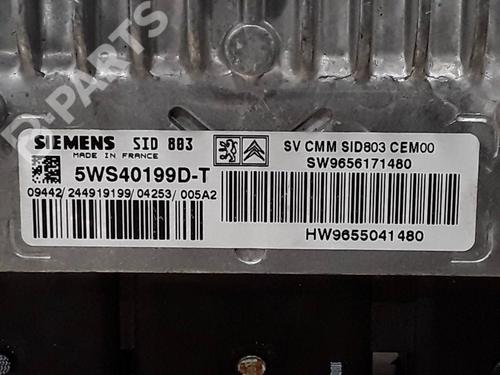 B-PARTS
SIEMENS SID 803
MADE IN FRANCE
5WS40199D-T
09442/ 244919199/ 04253/ 005A2
SV CMM SID803 CEM00
SW9656171480
HW9655041480